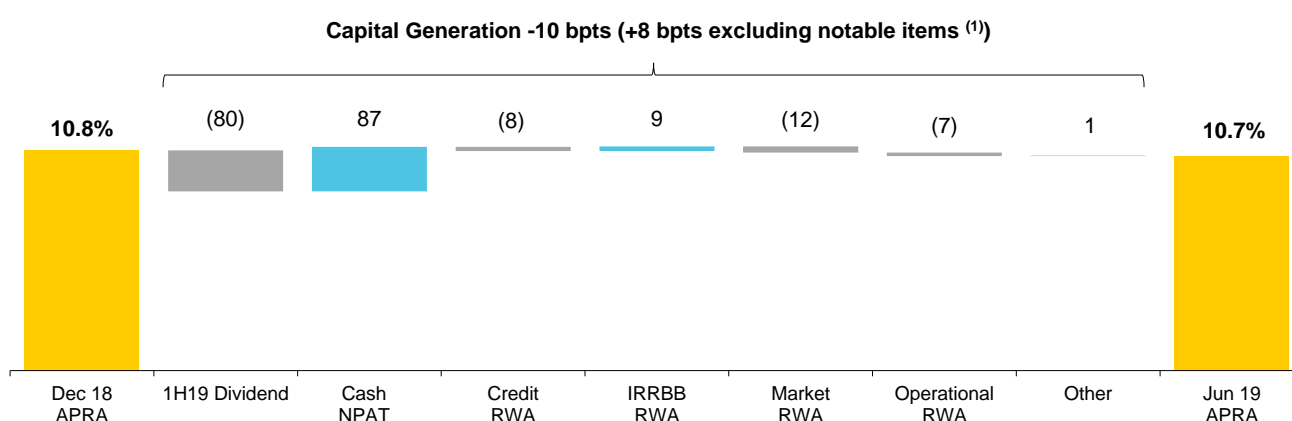 Capital Generation -10 bpts (+8 bpts excluding notable items (1))
10.8%
(80)
87
(8)
9
(12)
(7)
1
10.7%
Dec 18
APRA
1H19 Dividend
Cash
NPAT
Credit
RWA
IRRBB
RWA
Market
RWA
Operational
RWA
Other
Jun 19
APRA